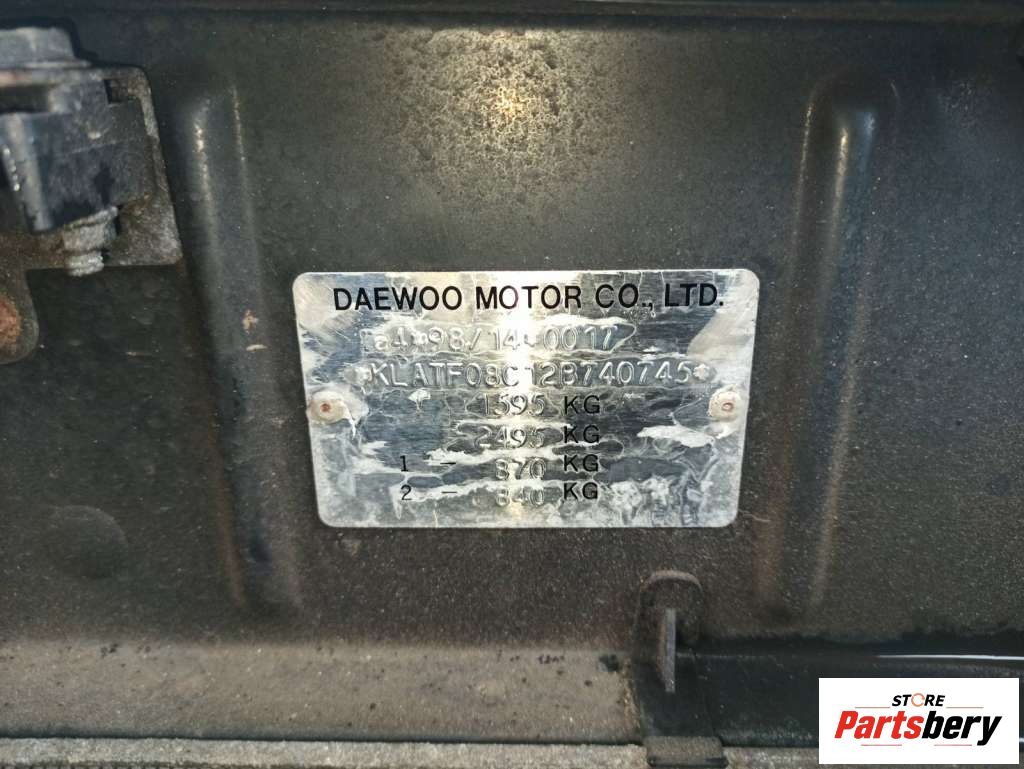 DAEWOO MOTOR CO., LTD.
e4*98/14*0017
*KLATF08C12B740745*
1595 KG
2495 KG
1 – 870 KG
2 – 840 KG
STORE
Partsbery